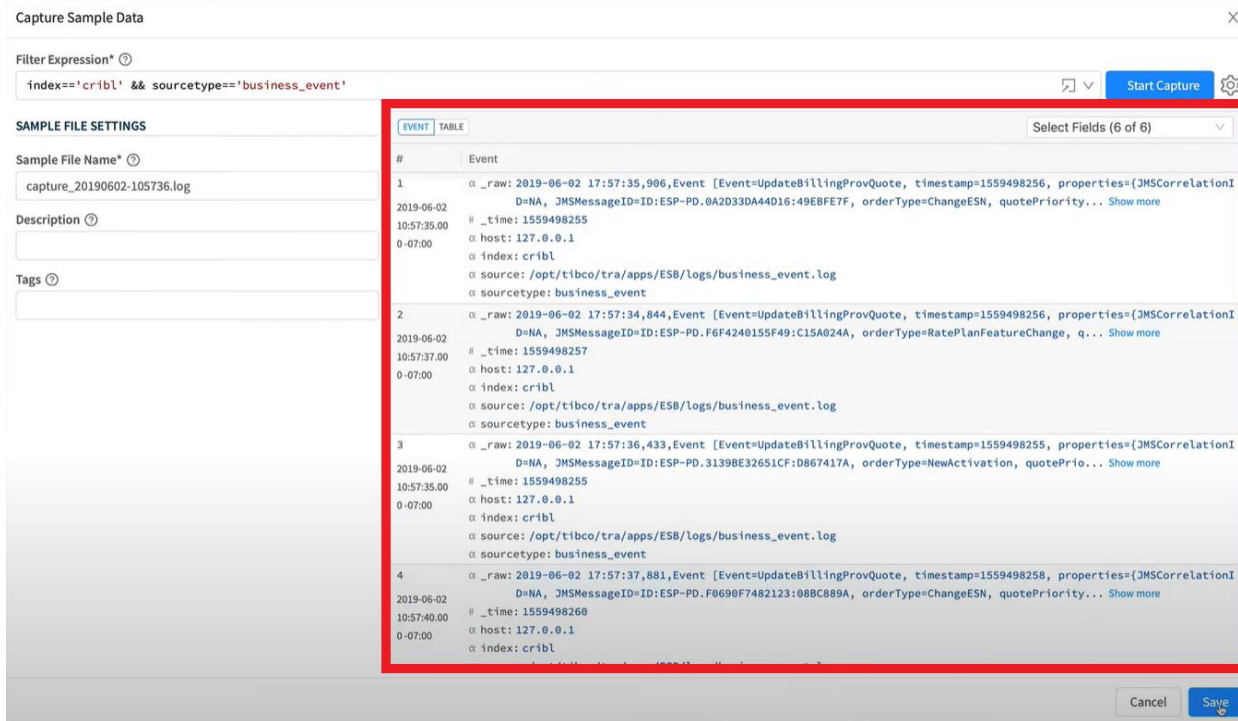 Capture Sample Data
Filter Expression*
index=='cribl' && sourcetype=='business_event'
Start Capture
SAMPLE FILE SETTINGS
Sample File Name*
capture_20190602-105736.log
Description
Tags
EVENT TABLE
Select Fields (6 of 6)
# Event
1
2019-06-02
10:57:35.00
0 -07:00
α _raw: 2019-06-02 17:57:35,906,Event [Event=UpdateBillingProvQuote, timestamp=1559498256, properties={JMSCorrelationI
D=NA, JMSMessageID=ID:ESP-PD.0A2D33DA44D16:49EBFE7F, orderType=ChangeESN, quotePriority... Show more
# _time: 1559498255
α host: 127.0.0.1
α index: cribl
α source: /opt/tibco/tra/apps/ESB/logs/business_event.log
α sourcetype: business_event
2
2019-06-02
10:57:37.00
0 -07:00
α _raw: 2019-06-02 17:57:34,844,Event [Event=UpdateBillingProvQuote, timestamp=1559498256, properties={JMSCorrelationI
D=NA, JMSMessageID=ID:ESP-PD.F6F4240155F49:C15A024A, orderType=RatePlanFeatureChange, q... Show more
# _time: 1559498257
α host: 127.0.0.1
α index: cribl
α source: /opt/tibco/tra/apps/ESB/logs/business_event.log
α sourcetype: business_event
3
2019-06-02
10:57:35.00
0 -07:00
α _raw: 2019-06-02 17:57:36,433,Event [Event=UpdateBillingProvQuote, timestamp=1559498255, properties={JMSCorrelationI
D=NA, JMSMessageID=ID:ESP-PD.3139BE32651CF:D867417A, orderType=NewActivation, quotePrio... Show more
# _time: 1559498255
α host: 127.0.0.1
α index: cribl
α source: /opt/tibco/tra/apps/ESB/logs/business_event.log
α sourcetype: business_event
4
2019-06-02
10:57:40.00
0 -07:00
α _raw: 2019-06-02 17:57:37,881,Event [Event=UpdateBillingProvQuote, timestamp=1559498258, properties={JMSCorrelationI
D=NA, JMSMessageID=ID:ESP-PD.F0690F7482123:08BC889A, orderType=ChangeESN, quotePriority... Show more
# _time: 1559498260
α host: 127.0.0.1
α index: cribl
Cancel
Save